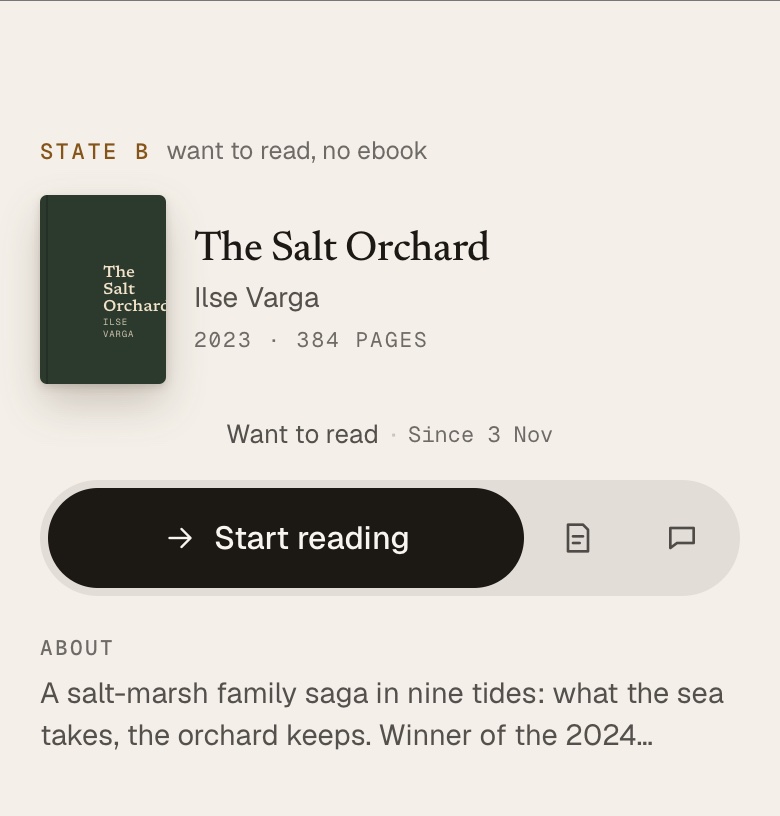 STATE B want to read, no ebook
The
Salt
Orchard
ILSE
VARGA
The Salt Orchard
Ilse Varga
2023 · 384 PAGES
Want to read · Since 3 Nov
→ Start reading
ABOUT
A salt-marsh family saga in nine tides: what the sea
takes, the orchard keeps. Winner of the 2024…